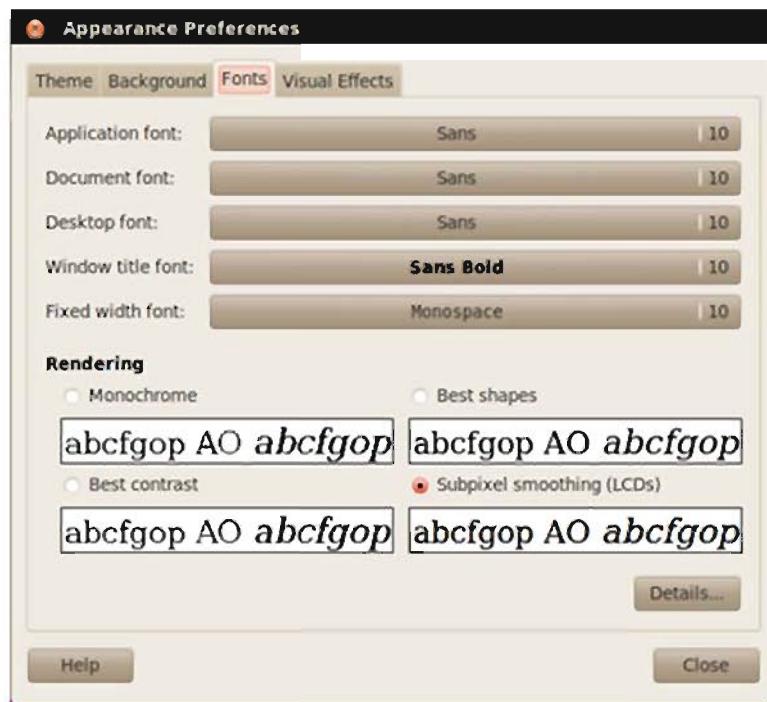 Appearance Preferences
Theme Background Fonts Visual Effects
Application font: Sans 10
Document font: Sans 10
Desktop font: Sans 10
Window title font: Sans Bold 10
Fixed width font: Monospace 10
Rendering
Monochrome Best shapes
abcfgop AO abcfgop abcfgop AO abcfgop
Best contrast Subpixel smoothing (LCDs)
abcfgop AO abcfgop abcfgop AO abcfgop
Details...
Help Close